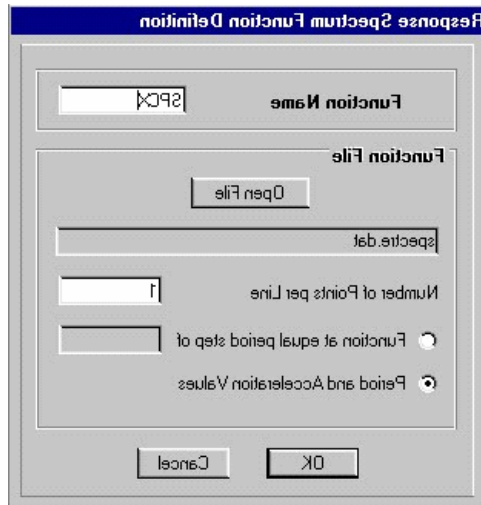 Response Spectrum Function Definition
Function Name SPCX
Function File
Open File
spectre.dat
Number of Points per Line 1
Function at equal period step of
Period and Acceleration Values
OK Cancel